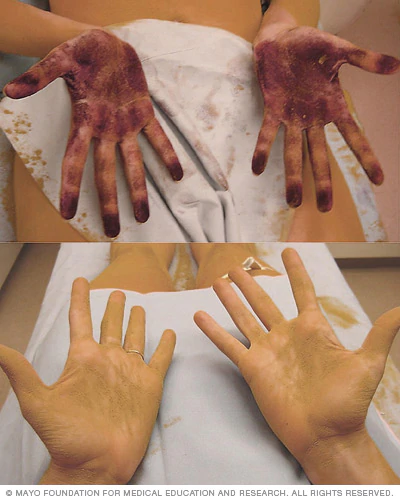 © MAYO FOUNDATION FOR MEDICAL EDUCATION AND RESEARCH. ALL RIGHTS RESERVED.